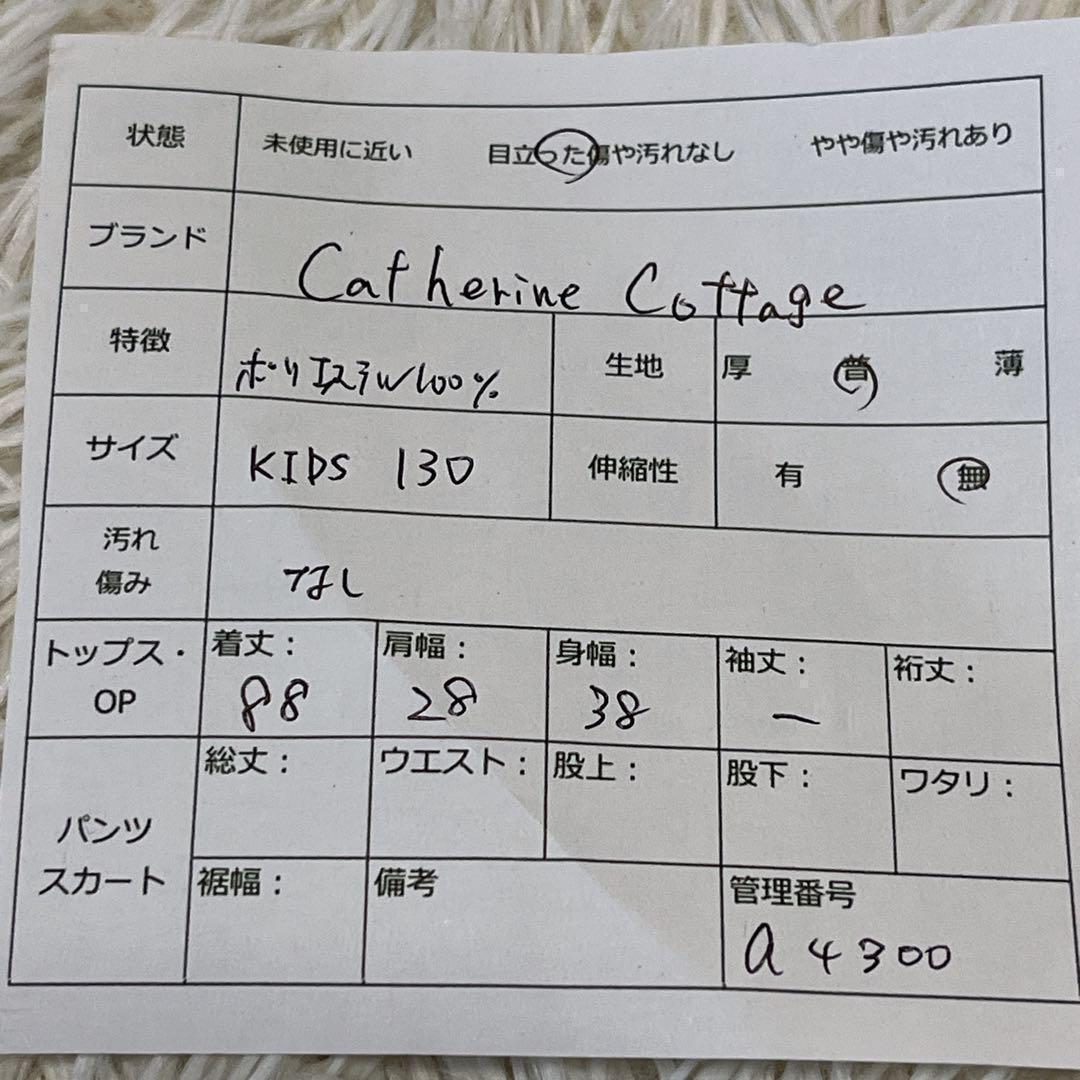 状態 未使用に近い 目立った傷や汚れなし やや傷や汚れあり
ブランド Catherine Cottage
特徴 ポリエステル100% 生地 厚 普 薄
サイズ KIDS 130 伸縮性 有 無
汚れ
傷み なし
トップス・
OP
着丈: 肩幅: 身幅: 袖丈: 裄丈:
88 28 38 ー
パンツ
スカート
総丈: ウエスト: 股上: 股下: ワタリ:
裾幅: 備考 管理番号
a 4300